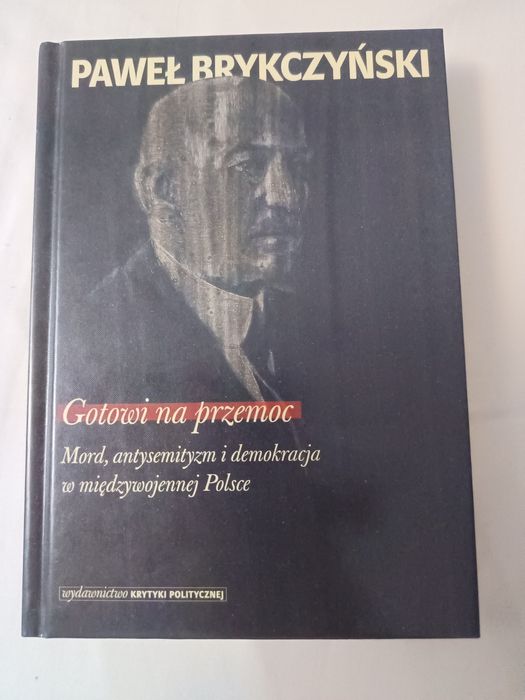 PAWEŁ BRYKCZYŃSKI
Gotowi na przemoc
Mord, antysemityzm i demokracja
w międzywojennej Polsce
wydawnictwo KRYTYKI POLITYCZNEJ